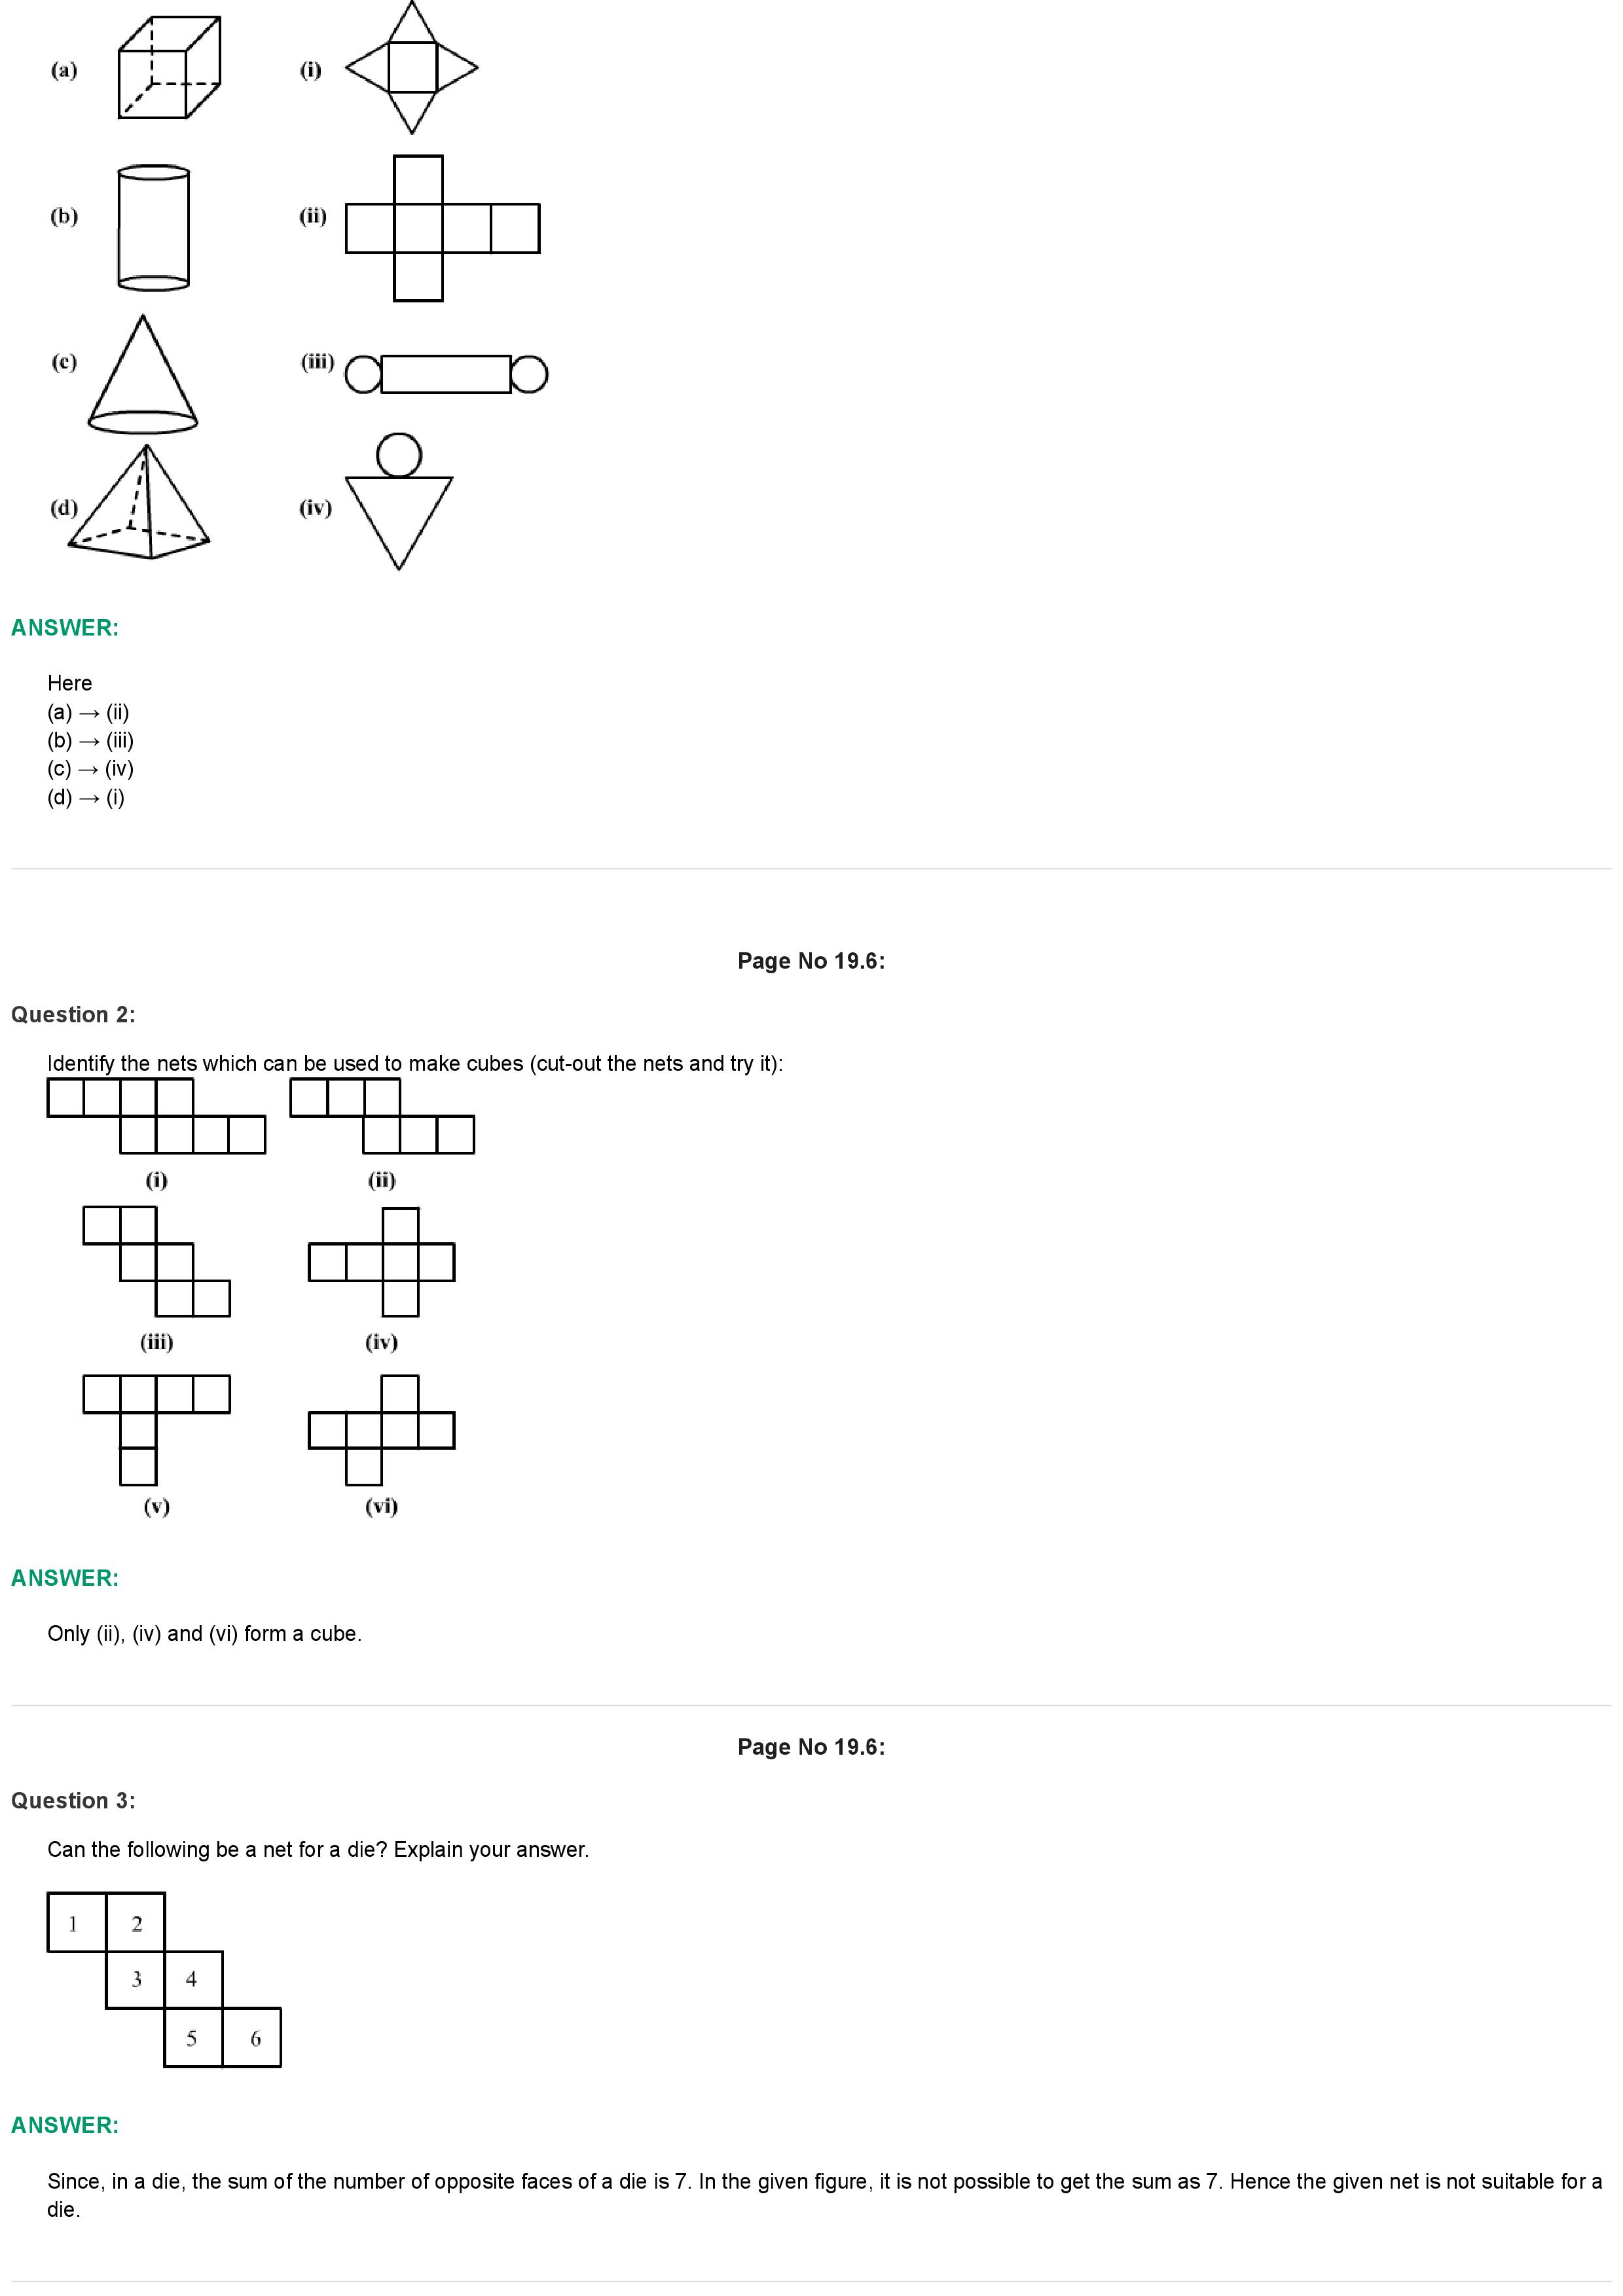 (a) (i)
(b) (ii)
(c) (iii)
(d) (iv)
ANSWER:
Here
(a) → (ii)
(b) → (iii)
(c) → (iv)
(d) → (i)
Page No 19.6:
Question 2:
Identify the nets which can be used to make cubes (cut-out the nets and try it):
(i) (ii)
(iii) (iv)
(v) (vi)
ANSWER:
Only (ii), (iv) and (vi) form a cube.
Page No 19.6:
Question 3:
Can the following be a net for a die? Explain your answer.
1 2
3 4
5 6
ANSWER:
Since, in a die, the sum of the number of opposite faces of a die is 7. In the given figure, it is not possible to get the sum as 7. Hence the given net is not suitable for a
die.